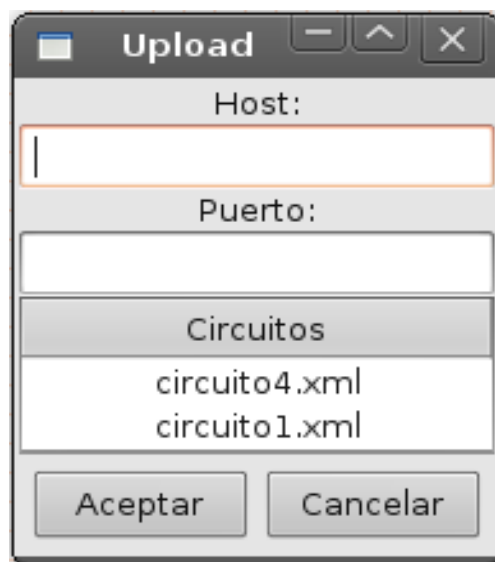 Upload
Host:
Puerto:
Circuitos
circuito4.xml
circuito1.xml
Aceptar Cancelar